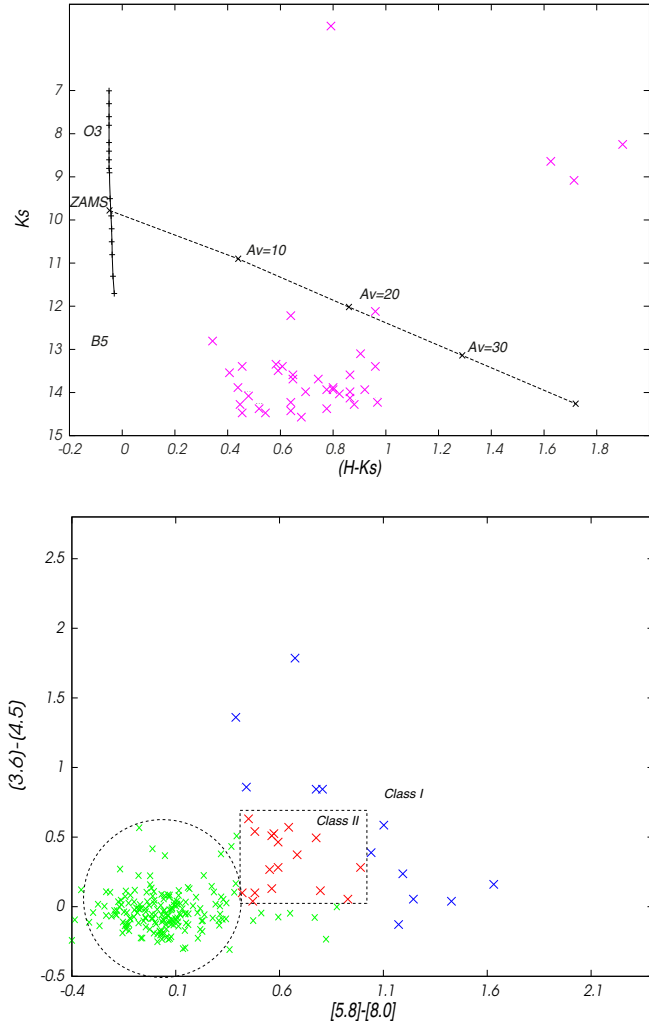 7
8
O3
9
Ks
ZAMS
10
Av=10
11
12
Av=20
B5
13
Av=30
14
15
-0.2 0 0.2 0.4 0.6 0.8 1 1.2 1.4 1.6 1.8
(H-Ks)
2.5
2
(3.6)-(4.5)
1.5
1
Class I
Class II
0.5
0
-0.5
-0.4 0.1 0.6 1.1 1.6 2.1
[5.8]-[8.0]